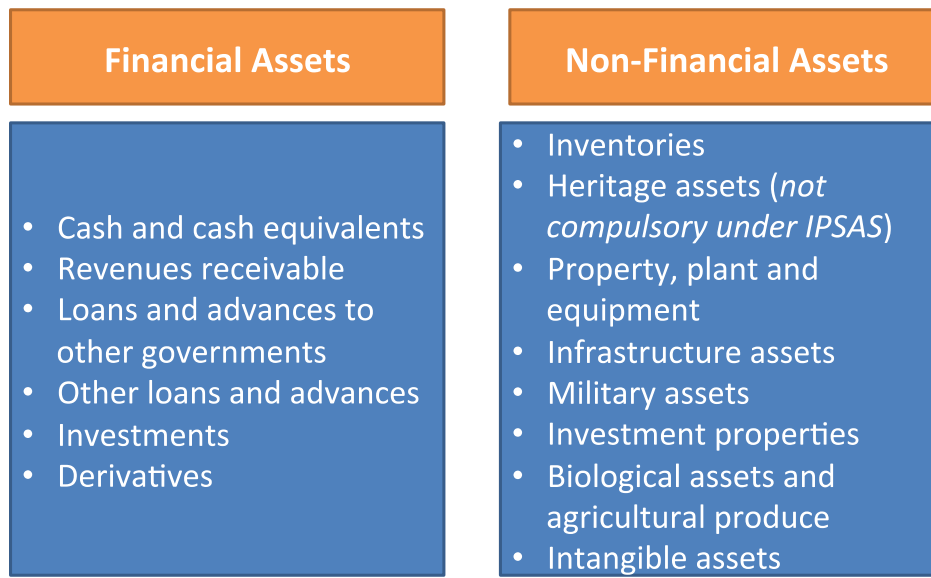 Financial Assets
• Cash and cash equivalents
• Revenues receivable
• Loans and advances to
other governments
• Other loans and advances
• Investments
• Derivatives
Non-Financial Assets
• Inventories
• Heritage assets (not
compulsory under IPSAS)
• Property, plant and
equipment
• Infrastructure assets
• Military assets
• Investment properties
• Biological assets and
agricultural produce
• Intangible assets